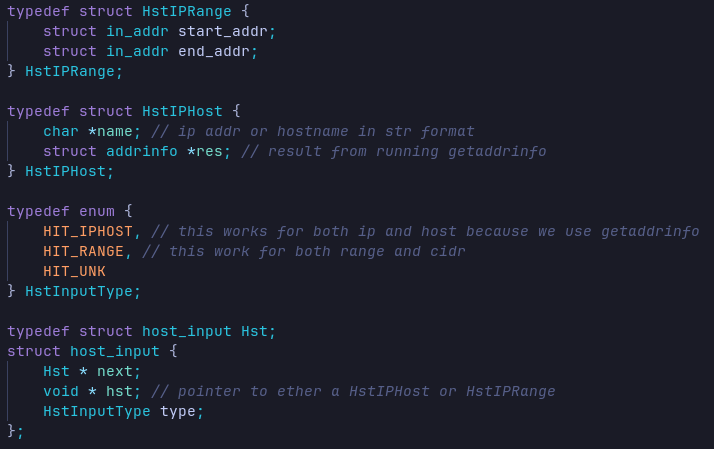 typedef struct HstIPRange {
    struct in_addr start_addr;
    struct in_addr end_addr;
} HstIPRange;

typedef struct HstIPHost {
    char *name; // ip addr or hostname in str format
    struct addrinfo *res; // result from running getaddrinfo
} HstIPHost;

typedef enum {
    HIT_IPHOST, // this works for both ip and host because we use getaddrinfo
    HIT_RANGE, // this work for both range and cidr
    HIT_UNK
} HstInputType;

typedef struct host_input Hst;
struct host_input {
    Hst * next;
    void * hst; // pointer to ether a HstIPHost or HstIPRange
    HstInputType type;
};